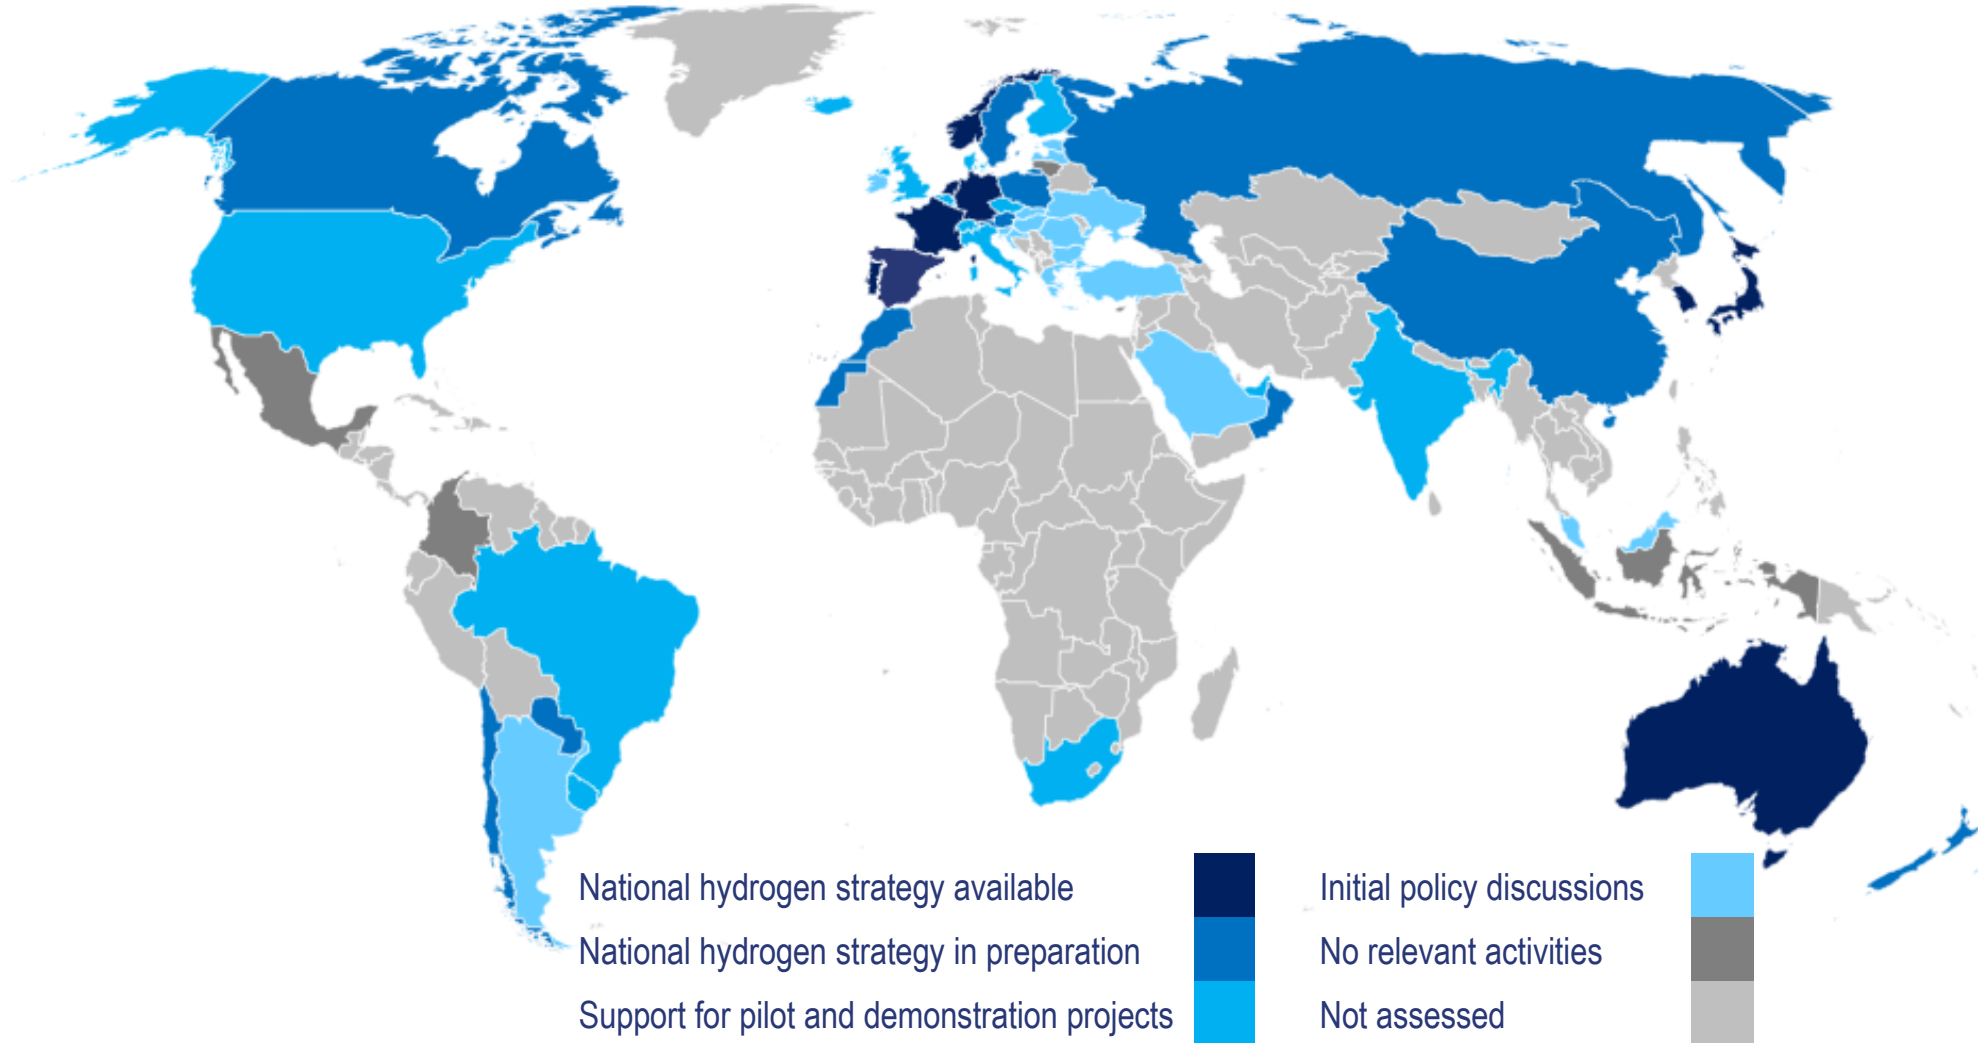 National hydrogen strategy available
National hydrogen strategy in preparation
Support for pilot and demonstration projects
Initial policy discussions
No relevant activities
Not assessed